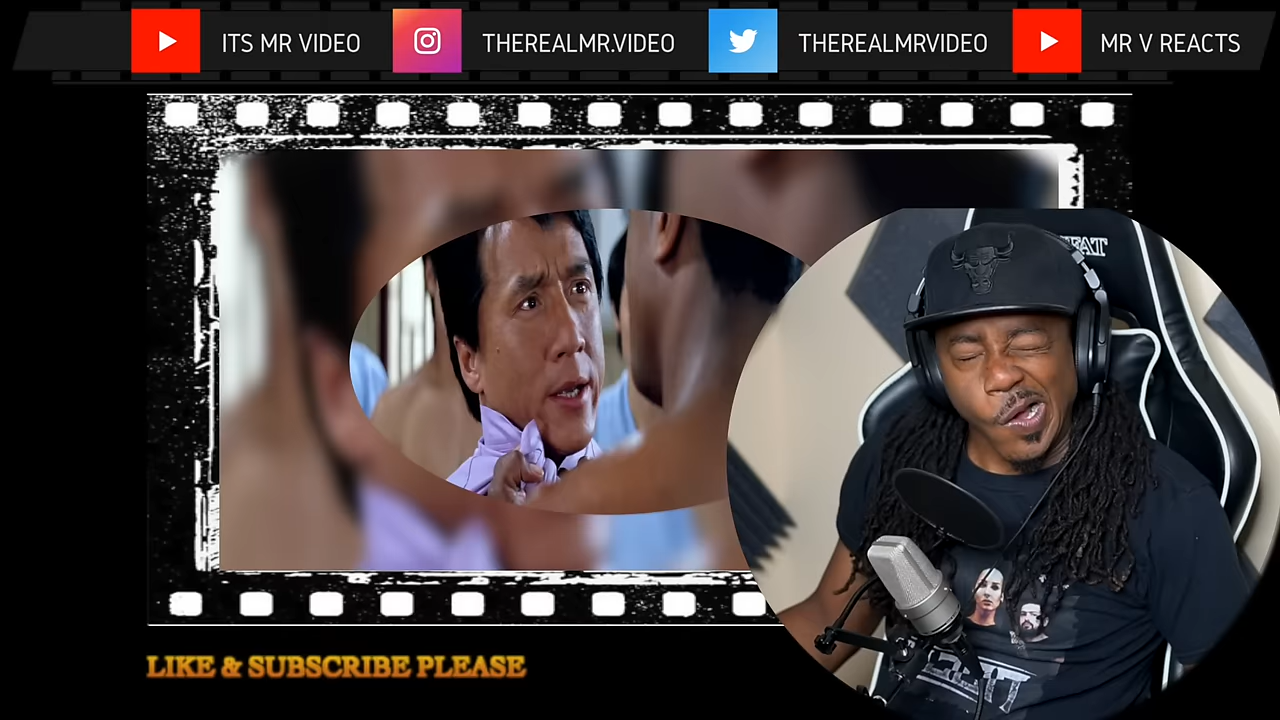 ITS MR VIDEO
THEREALMR.VIDEO
THEREALMRVIDEO
MR V REACTS
LIKE & SUBSCRIBE PLEASE